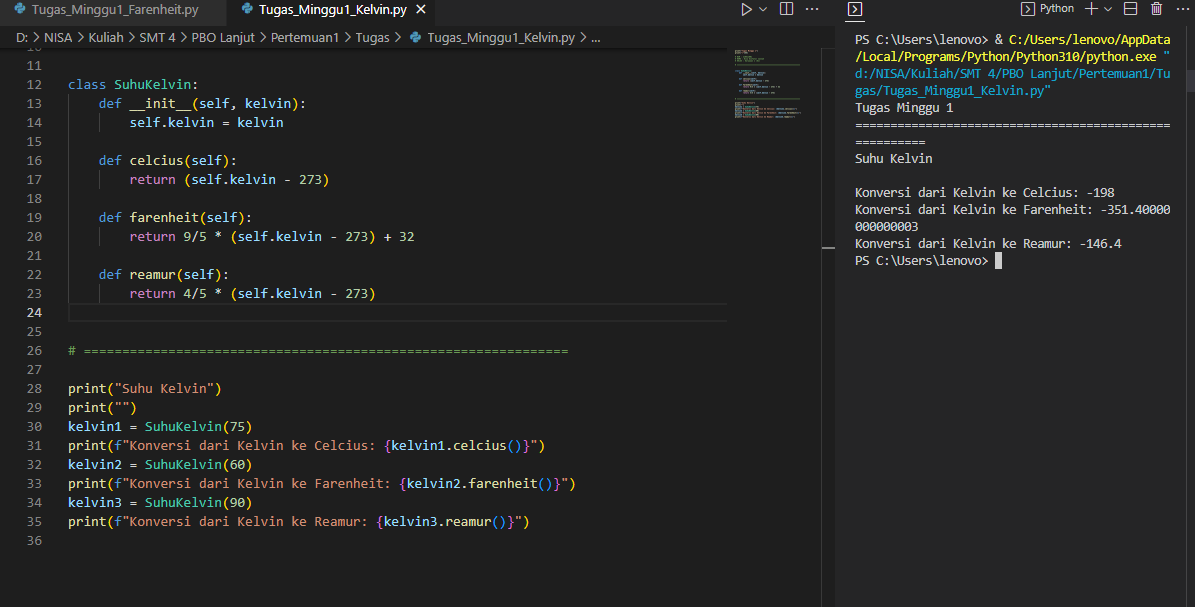 Tugas_Minggu1_Farenheit.py
Tugas_Minggu1_Kelvin.py
D: > NISA > Kuliah > SMT 4 > PBO Lanjut > Pertemuan1 > Tugas > Tugas_Minggu1_Kelvin.py > ...
11
12 class SuhuKelvin:
13     def __init__(self, kelvin):
14         self.kelvin = kelvin
15
16     def celcius(self):
17         return (self.kelvin - 273)
18
19     def farenheit(self):
20         return 9/5 * (self.kelvin - 273) + 32
21
22     def reamur(self):
23         return 4/5 * (self.kelvin - 273)
24
25
26 # ===============================================================
27
28 print("Suhu Kelvin")
29 print("")
30 kelvin1 = SuhuKelvin(75)
31 print(f"Konversi dari Kelvin ke Celcius: {kelvin1.celcius()}")
32 kelvin2 = SuhuKelvin(60)
33 print(f"Konversi dari Kelvin ke Farenheit: {kelvin2.farenheit()}")
34 kelvin3 = SuhuKelvin(90)
35 print(f"Konversi dari Kelvin ke Reamur: {kelvin3.reamur()}")
36
Python
PS C:\Users\lenovo> & C:/Users/lenovo/AppData
/Local/Programs/Python/Python310/python.exe "
d:/NISA/Kuliah/SMT 4/PBO Lanjut/Pertemuan1/Tu
gas/Tugas_Minggu1_Kelvin.py"
Tugas Minggu 1
=============================================
==========
Suhu Kelvin
Konversi dari Kelvin ke Celcius: -198
Konversi dari Kelvin ke Farenheit: -351.40000
000000003
Konversi dari Kelvin ke Reamur: -146.4
PS C:\Users\lenovo>